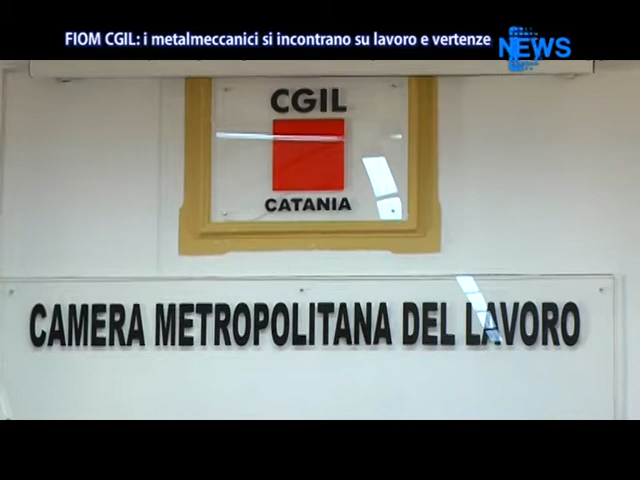 FIOM CGIL: i metalmeccanici si incontrano su lavoro e vertenze
NEWS
CGIL
CATANIA
CAMERA METROPOLITANA DEL LAVORO